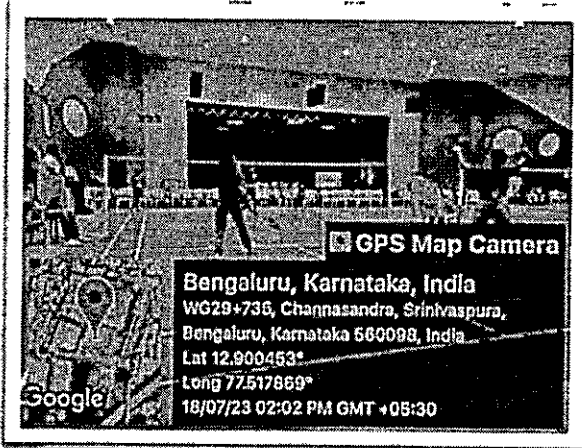 GPS Map Camera
Bengaluru, Karnataka, India
WG29+736, Channasandra, Srinivaspura,
Bengaluru, Karnataka 560098, India
Lat 12.900453°
Long 77.517869°
18/07/23 02:02 PM GMT +05:30
Google